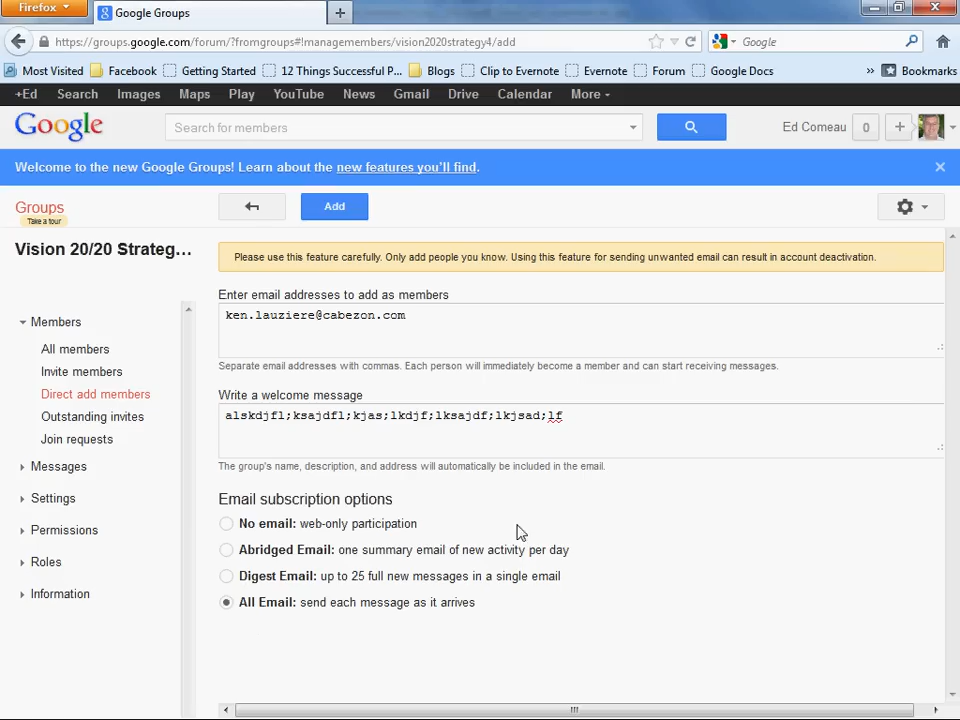 Firefox
Google Groups
https://groups.google.com/forum/?fromgroups#!managemembers/vision2020strategy4/add
Google
Most Visited Facebook Getting Started 12 Things Successful P... Blogs Clip to Evernote Evernote Forum Google Docs » Bookmarks
+Ed Search Images Maps Play YouTube News Gmail Drive Calendar More
Google Search for members Ed Comeau 0 +
Welcome to the new Google Groups! Learn about the new features you'll find.
Groups
Take a tour
Add
Vision 20/20 Strateg...
Please use this feature carefully. Only add people you know. Using this feature for sending unwanted email can result in account deactivation.
Members
All members
Invite members
Direct add members
Outstanding invites
Join requests
Messages
Settings
Permissions
Roles
Information
Enter email addresses to add as members
ken.lauziere@cabezon.com
Separate email addresses with commas. Each person will immediately become a member and can start receiving messages.
Write a welcome message
alskdjfl;ksajdfl;kjas;lkdjf;lksajdf;lkjsad;lf
The group's name, description, and address will automatically be included in the email.
Email subscription options
No email: web-only participation
Abridged Email: one summary email of new activity per day
Digest Email: up to 25 full new messages in a single email
All Email: send each message as it arrives